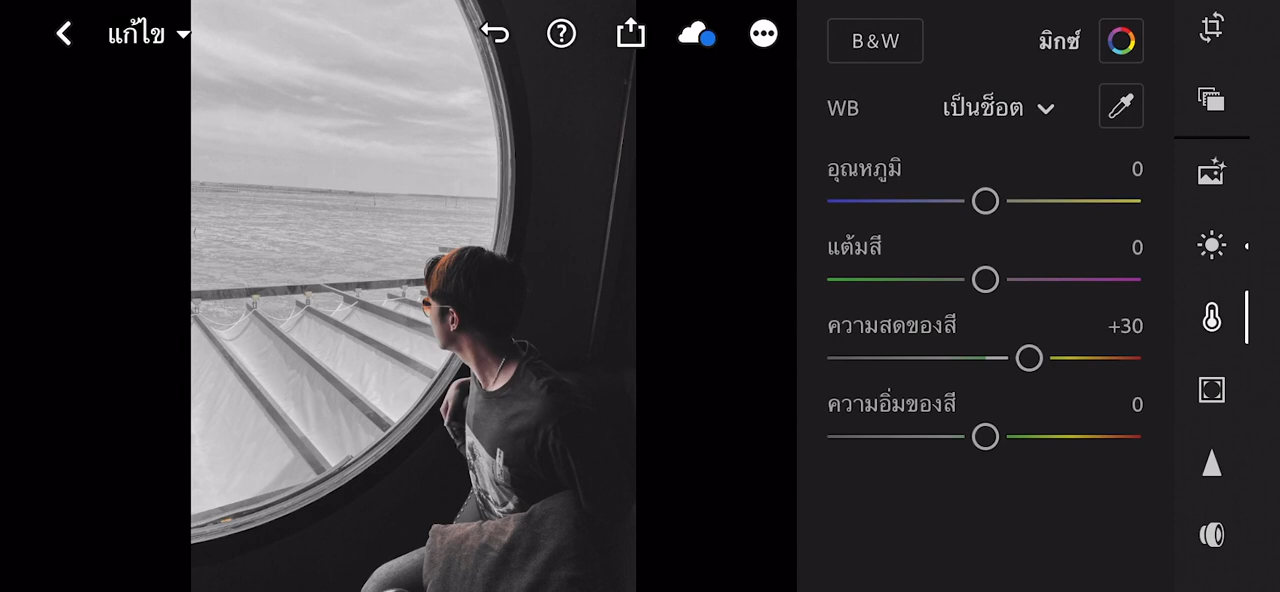 แก้ไข
B&W
มิกซ์
WB
เป็นช็อต
อุณหภูมิ 0
แต้มสี 0
ความสดของสี +30
ความอิ่มของสี 0